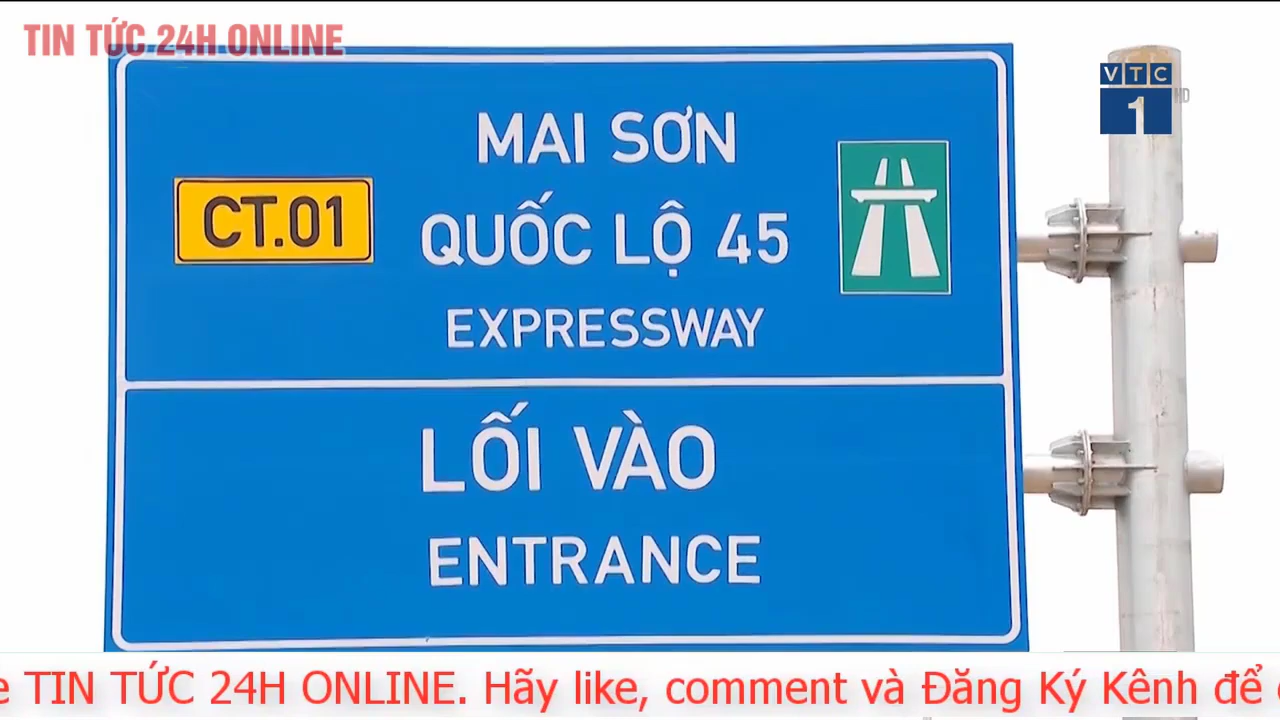 TIN TỨC 24H ONLINE
VTC
1
HD
MAI SƠN
CT.01
QUỐC LỘ 45
EXPRESSWAY
LỐI VÀO
ENTRANCE
TIN TỨC 24H ONLINE. Hãy like, comment và Đăng Ký Kênh để